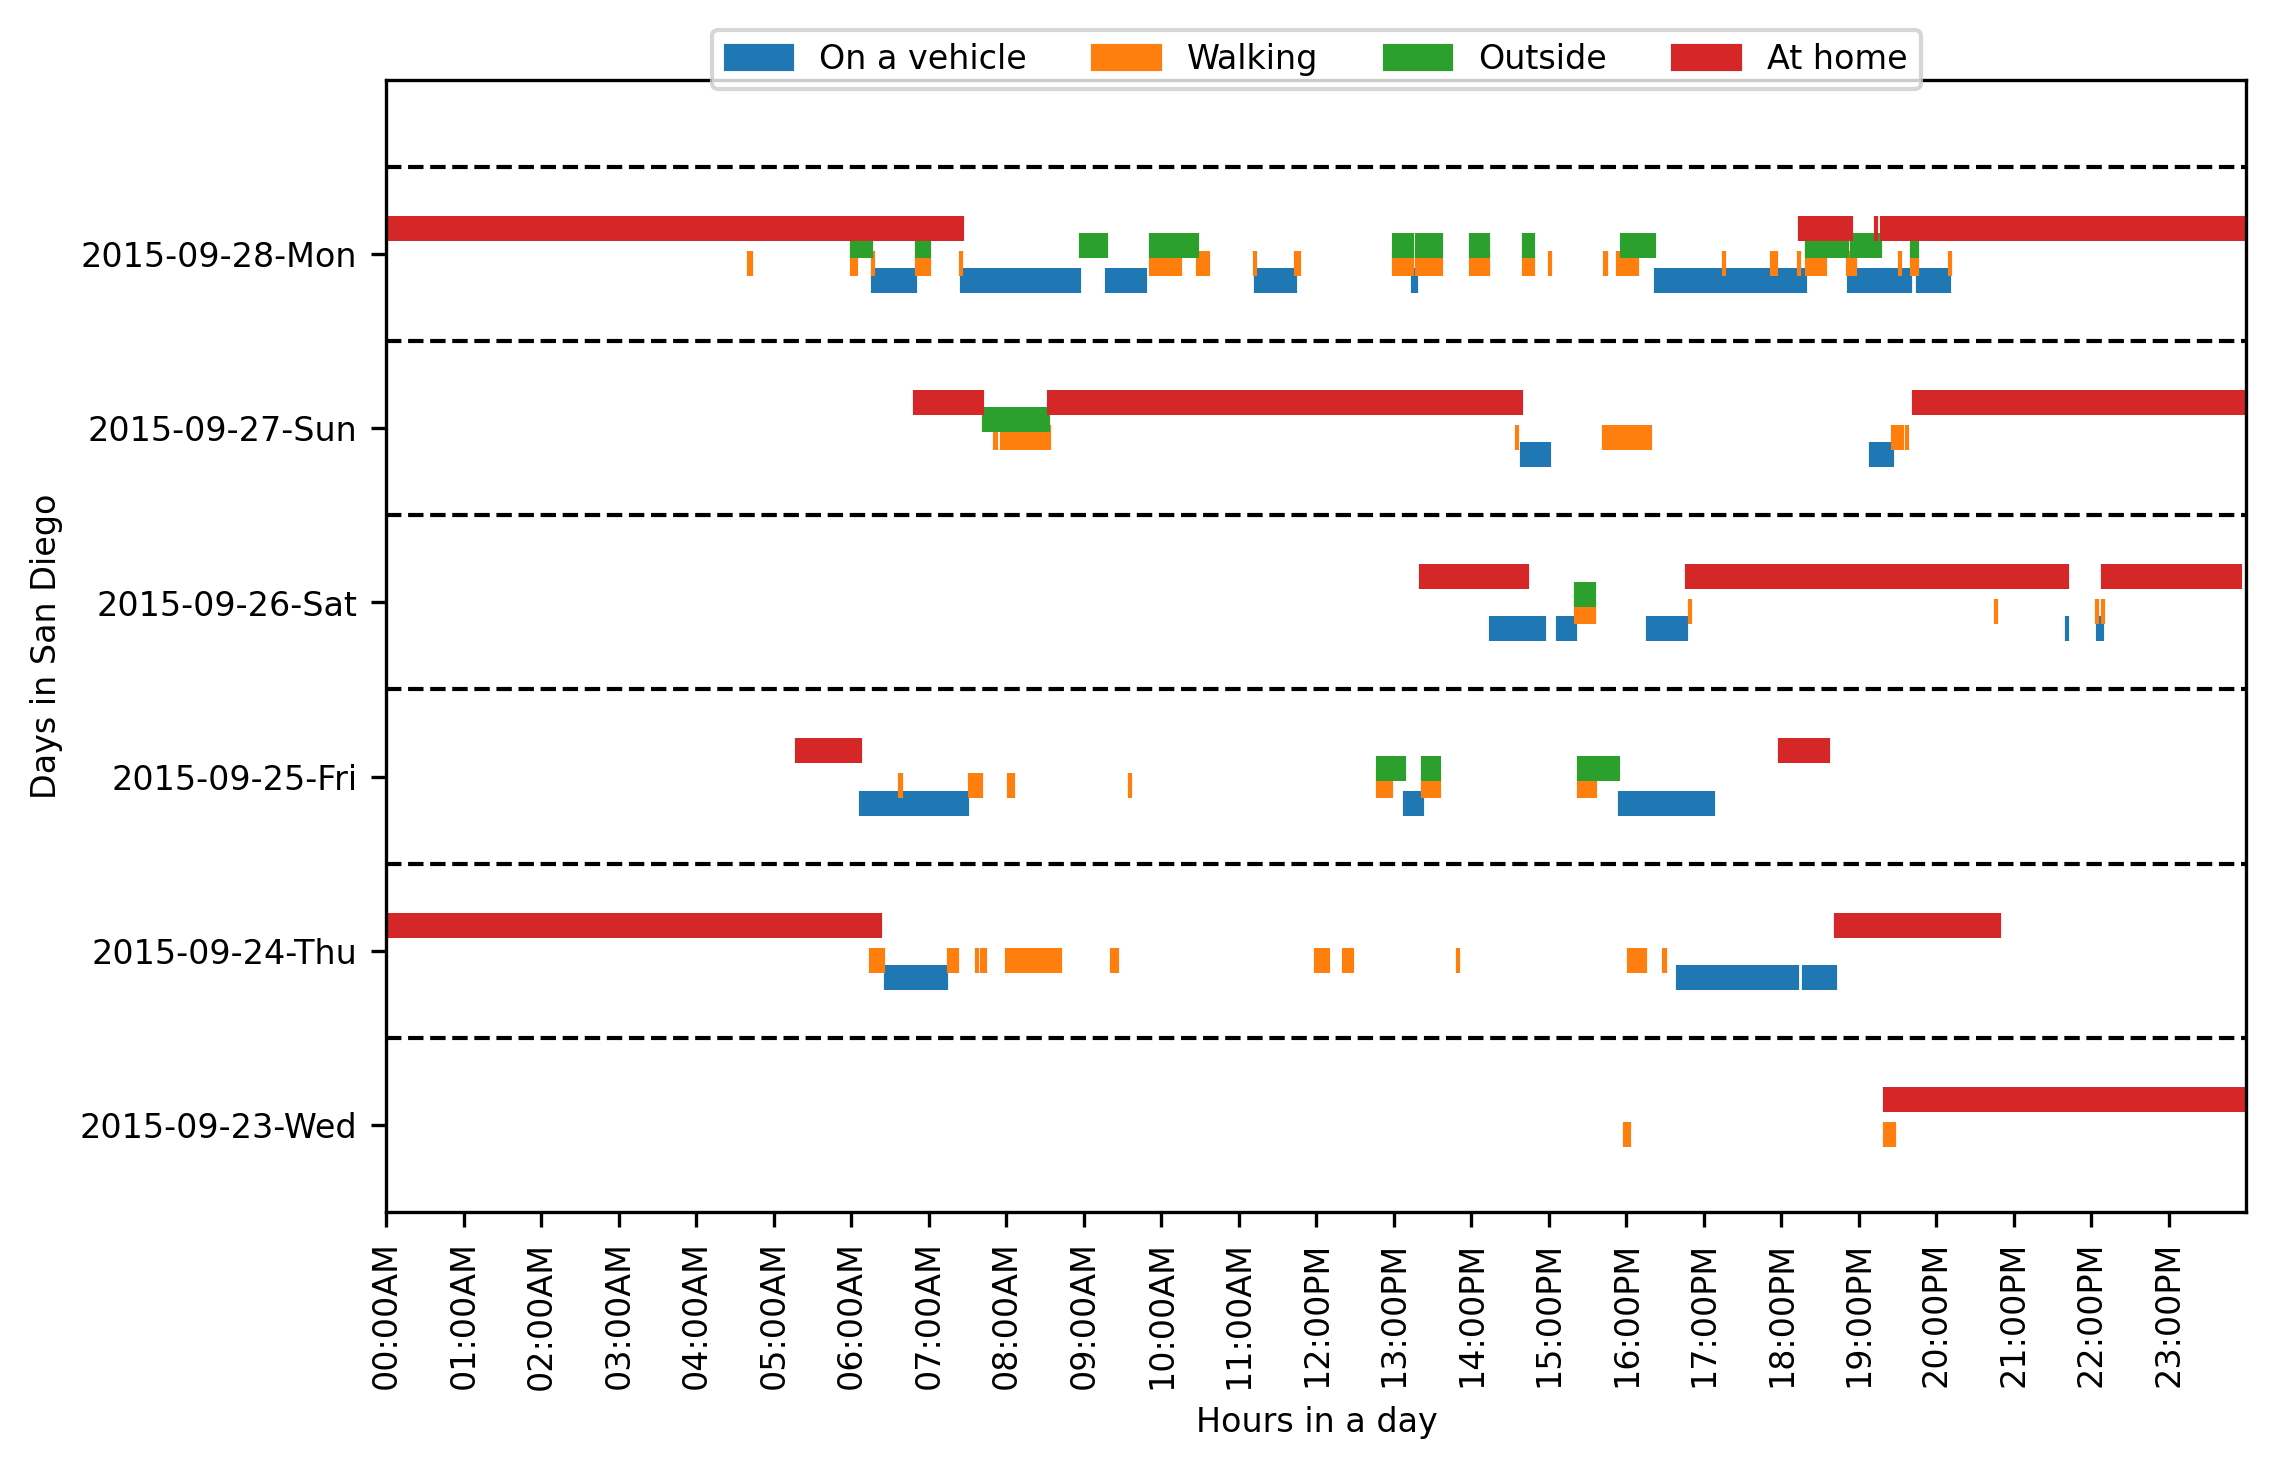 On a vehicle Walking Outside At home
2015-09-28-Mon
2015-09-27-Sun
2015-09-26-Sat
2015-09-25-Fri
2015-09-24-Thu
2015-09-23-Wed
Days in San Diego
00:00AM 01:00AM 02:00AM 03:00AM 04:00AM 05:00AM 06:00AM 07:00AM 08:00AM 09:00AM 10:00AM 11:00AM 12:00PM 13:00PM 14:00PM 15:00PM 16:00PM 17:00PM 18:00PM 19:00PM 20:00PM 21:00PM 22:00PM 23:00PM
Hours in a day